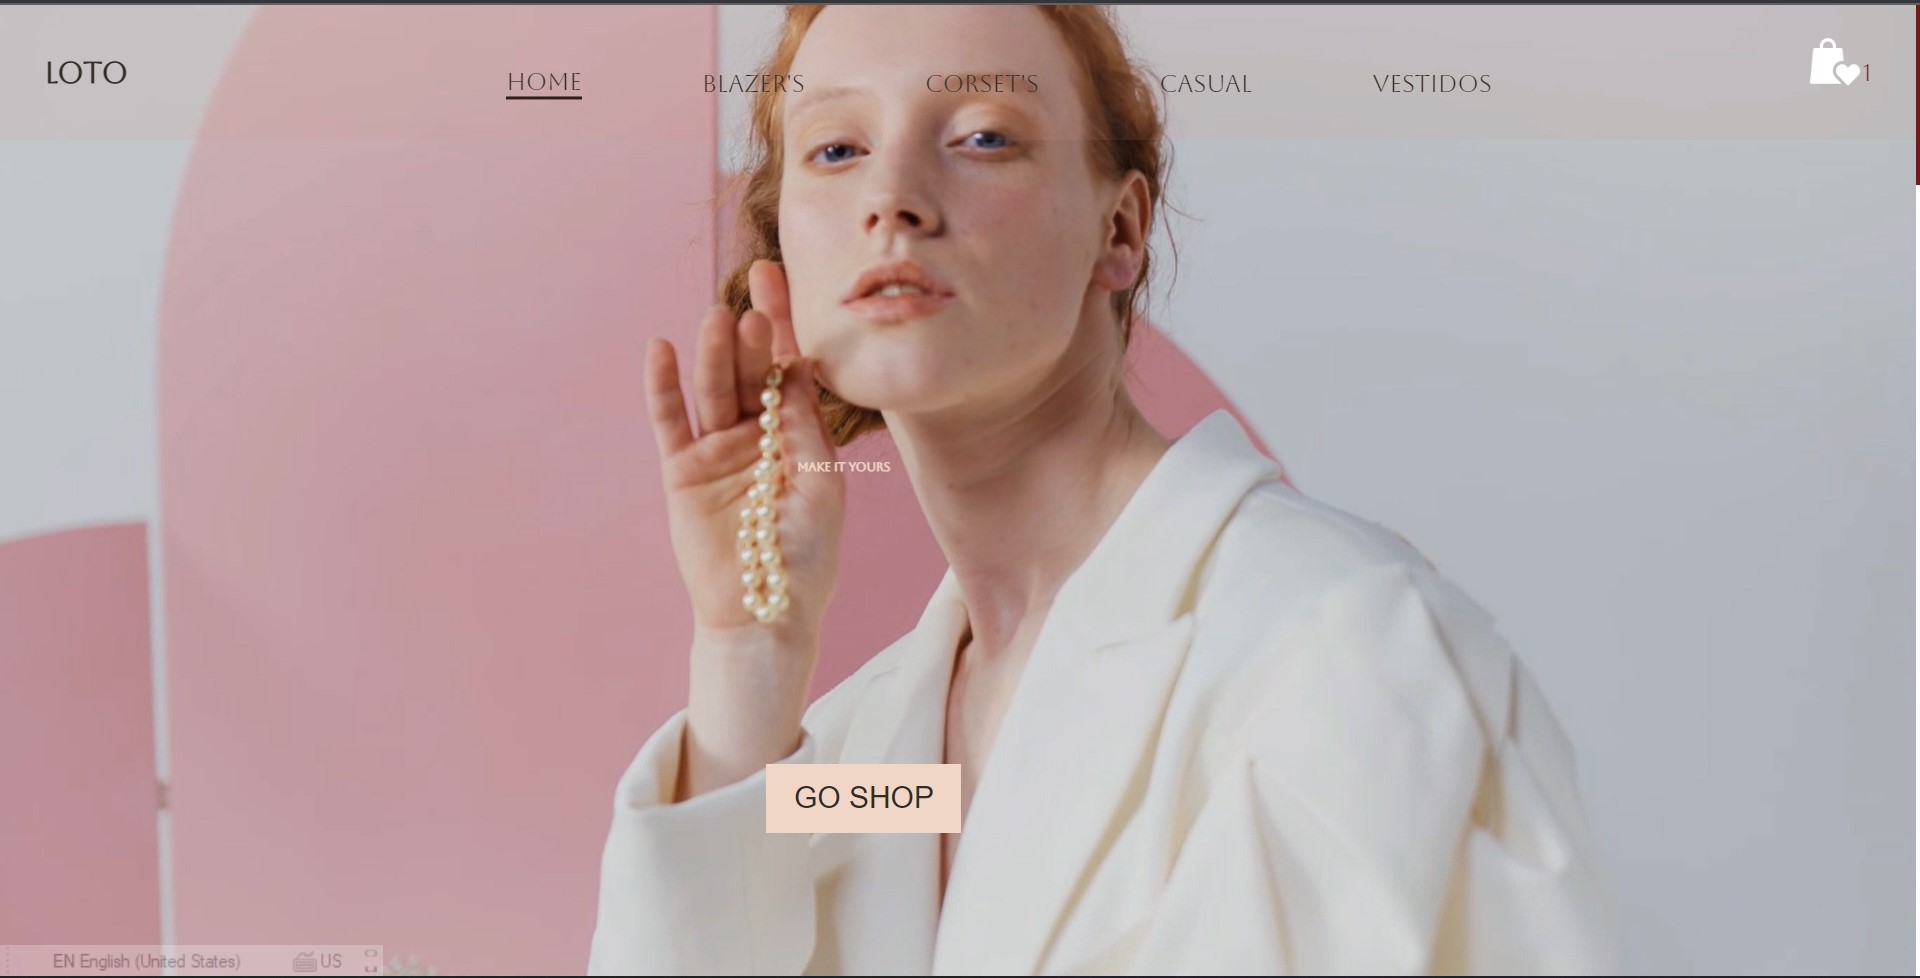 LOTO
HOME
BLAZER'S
CORSET'S
CASUAL
VESTIDOS
1
MAKE IT YOURS
GO SHOP
EN English (United States)
US